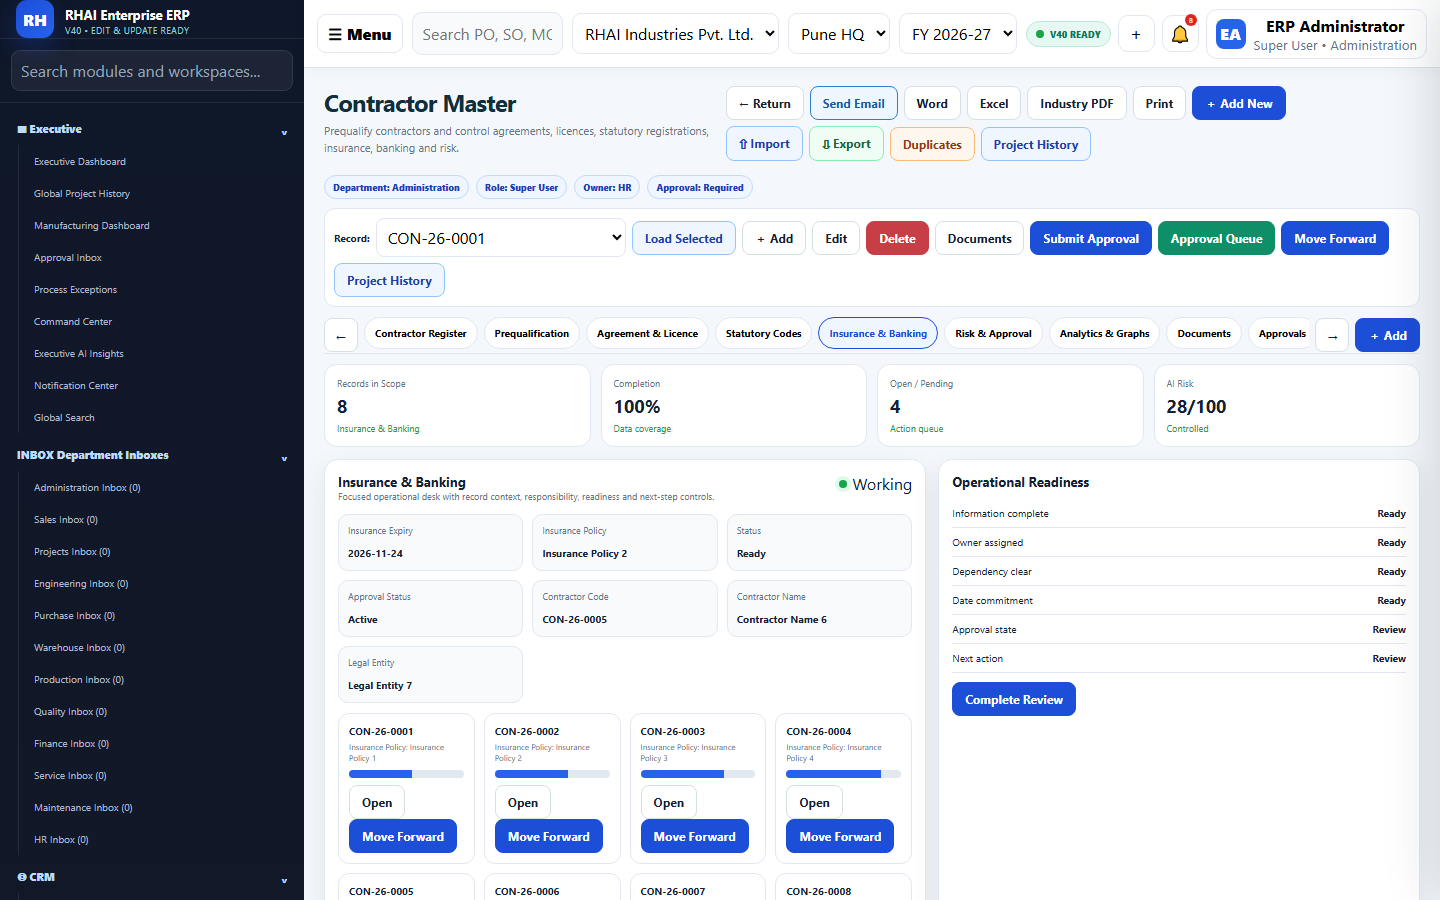 RH
RHAI Enterprise ERP
V40 • EDIT & UPDATE READY
Search modules and workspaces...
Executive
Executive Dashboard
Global Project History
Manufacturing Dashboard
Approval Inbox
Process Exceptions
Command Center
Executive AI Insights
Notification Center
Global Search
INBOX Department Inboxes
Administration Inbox (0)
Sales Inbox (0)
Projects Inbox (0)
Engineering Inbox (0)
Purchase Inbox (0)
Warehouse Inbox (0)
Production Inbox (0)
Quality Inbox (0)
Finance Inbox (0)
Service Inbox (0)
Maintenance Inbox (0)
HR Inbox (0)
CRM
☰ Menu
Search PO, SO, MO
RHAI Industries Pvt. Ltd.
Pune HQ
FY 2026-27
V40 READY
+
8
EA
ERP Administrator
Super User • Administration
Contractor Master
Prequalify contractors and control agreements, licences, statutory registrations,
insurance, banking and risk.
← Return
Send Email
Word
Excel
Industry PDF
Print
+ Add New
⇧ Import
⇩ Export
Duplicates
Project History
Department: Administration
Role: Super User
Owner: HR
Approval: Required
Record:
CON-26-0001
Load Selected
+ Add
Edit
Delete
Documents
Submit Approval
Approval Queue
Move Forward
Project History
←
Contractor Register
Prequalification
Agreement & Licence
Statutory Codes
Insurance & Banking
Risk & Approval
Analytics & Graphs
Documents
Approvals
→
+ Add
Records in Scope
8
Insurance & Banking
Completion
100%
Data coverage
Open / Pending
4
Action queue
AI Risk
28/100
Controlled
Insurance & Banking
Focused operational desk with record context, responsibility, readiness and next-step controls.
Working
Insurance Expiry
2026-11-24
Insurance Policy
Insurance Policy 2
Status
Ready
Approval Status
Active
Contractor Code
CON-26-0005
Contractor Name
Contractor Name 6
Legal Entity
Legal Entity 7
CON-26-0001
Insurance Policy: Insurance
Policy 1
Open
Move Forward
CON-26-0002
Insurance Policy: Insurance
Policy 2
Open
Move Forward
CON-26-0003
Insurance Policy: Insurance
Policy 3
Open
Move Forward
CON-26-0004
Insurance Policy: Insurance
Policy 4
Open
Move Forward
CON-26-0005
CON-26-0006
CON-26-0007
CON-26-0008
Operational Readiness
Information complete Ready
Owner assigned Ready
Dependency clear Ready
Date commitment Ready
Approval state Review
Next action Review
Complete Review